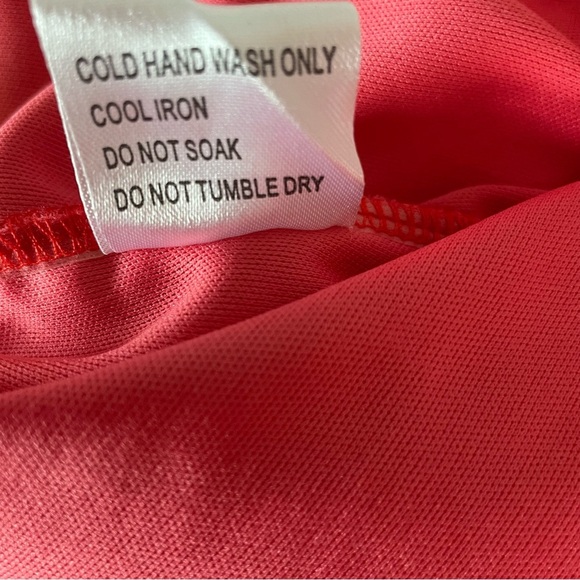 COLD HAND WASH ONLY
COOL IRON
DO NOT SOAK
DO NOT TUMBLE DRY